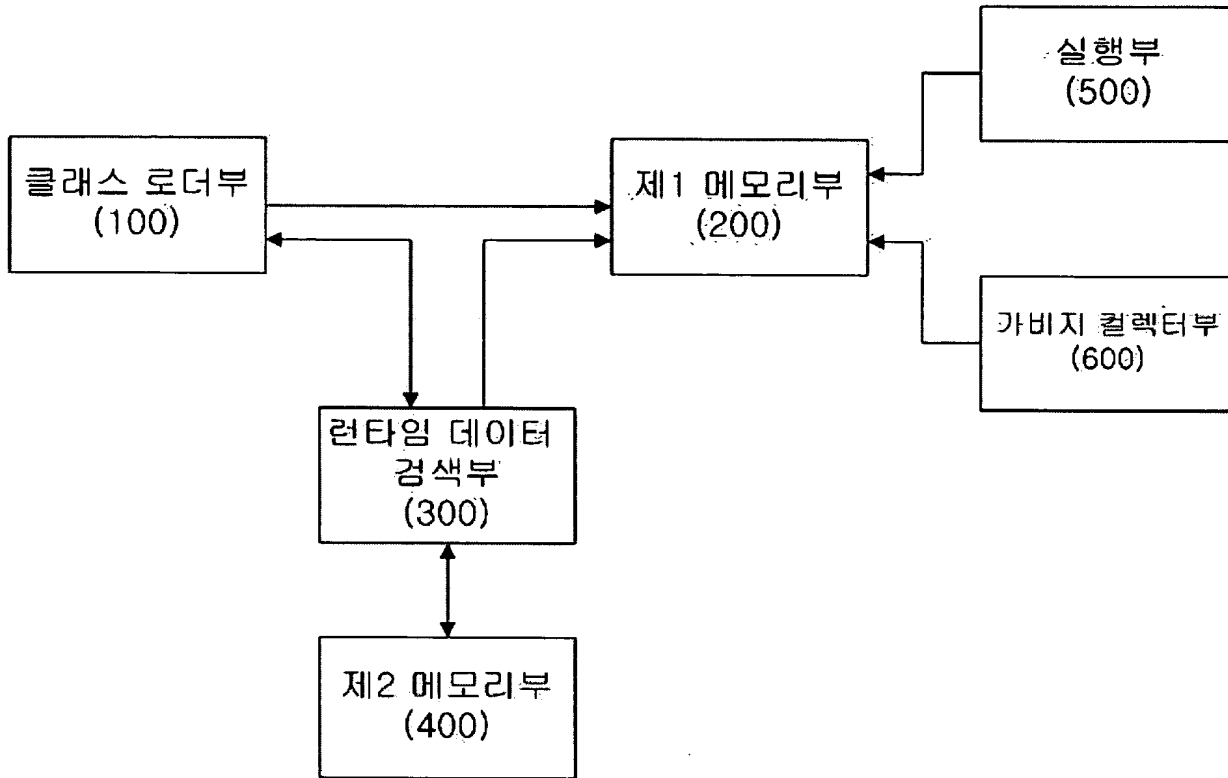 실행부
(500)
클래스 로더부
(100)
제1 메모리부
(200)
가비지 컬렉터부
(600)
런타임 데이터
검색부
(300)
제2 메모리부
(400)